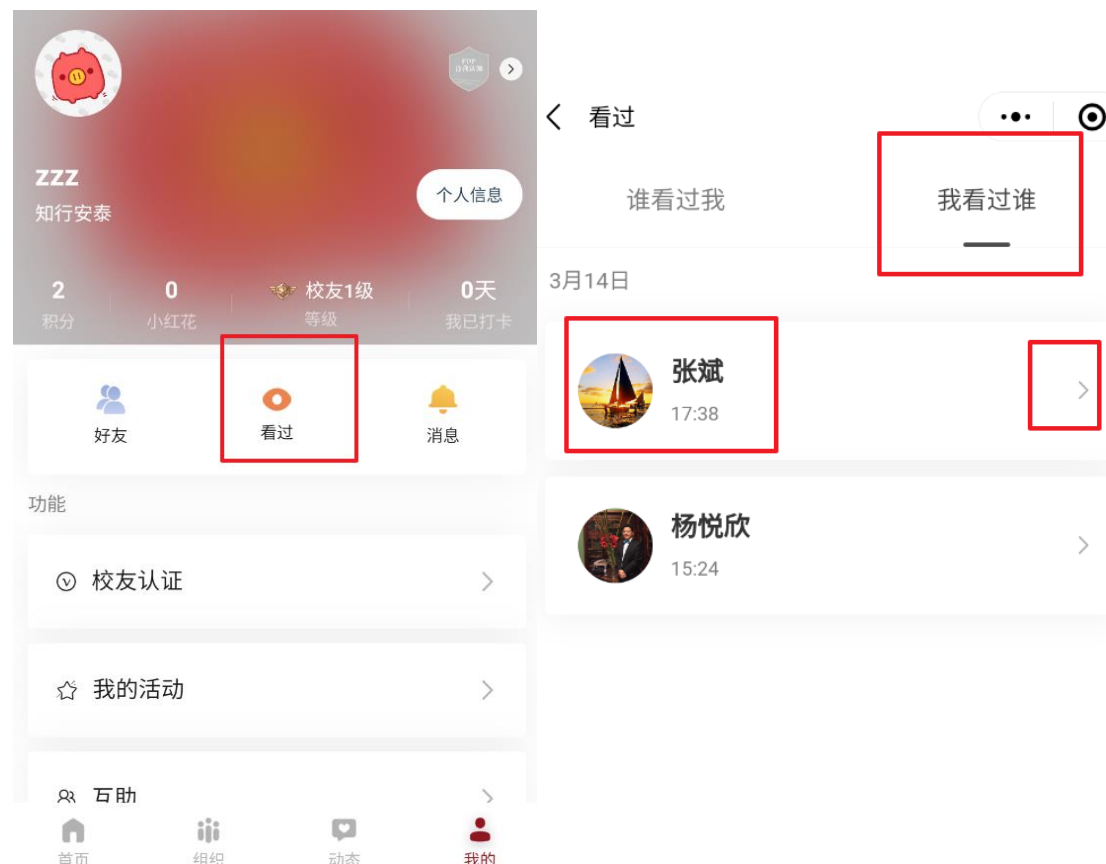 zzz
知行安泰
个人信息
2
0
校友1级
0天
积分
小红花
等级
我已打卡
好友
看过
消息
功能
校友认证
我的活动
互助
首页
组织
动态
我的
看过
谁看过我
我看过谁
3月14日
张斌
17:38
杨悦欣
15:24